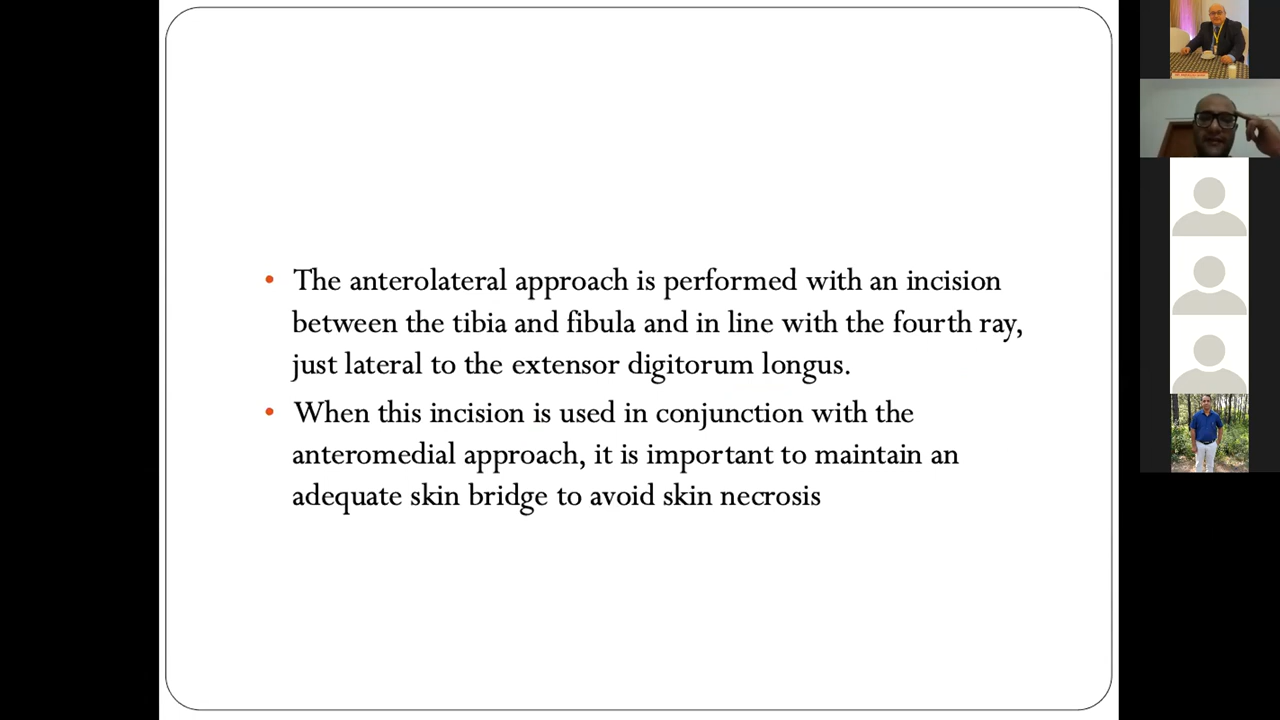 • The anterolateral approach is performed with an incision
between the tibia and fibula and in line with the fourth ray,
just lateral to the extensor digitorum longus.
• When this incision is used in conjunction with the
anteromedial approach, it is important to maintain an
adequate skin bridge to avoid skin necrosis